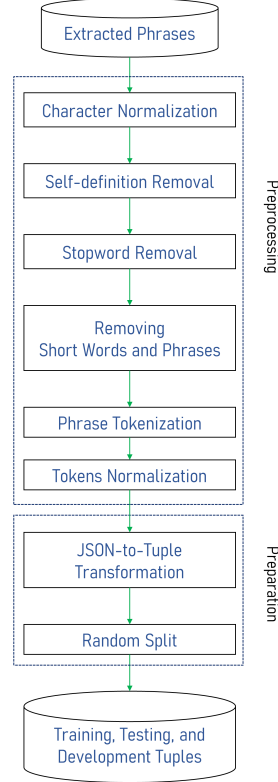 Extracted Phrases
Character Normalization
Self-definition Removal
Stopword Removal
Removing
Short Words and Phrases
Phrase Tokenization
Tokens Normalization
Preprocessing
JSON-to-Tuple
Transformation
Random Split
Preparation
Training, Testing, and
Development Tuples